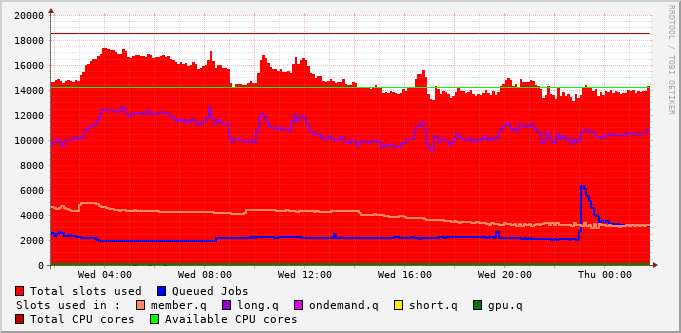 20000
18000
16000
14000
12000
10000
8000
6000
4000
2000
0
Wed 04:00 Wed 08:00 Wed 12:00 Wed 16:00 Wed 20:00 Thu 00:00
RRDTOOL / TOBI OETIKER
Total slots used Queued Jobs
Slots used in : member.q long.q ondemand.q short.q gpu.q
Total CPU cores Available CPU cores